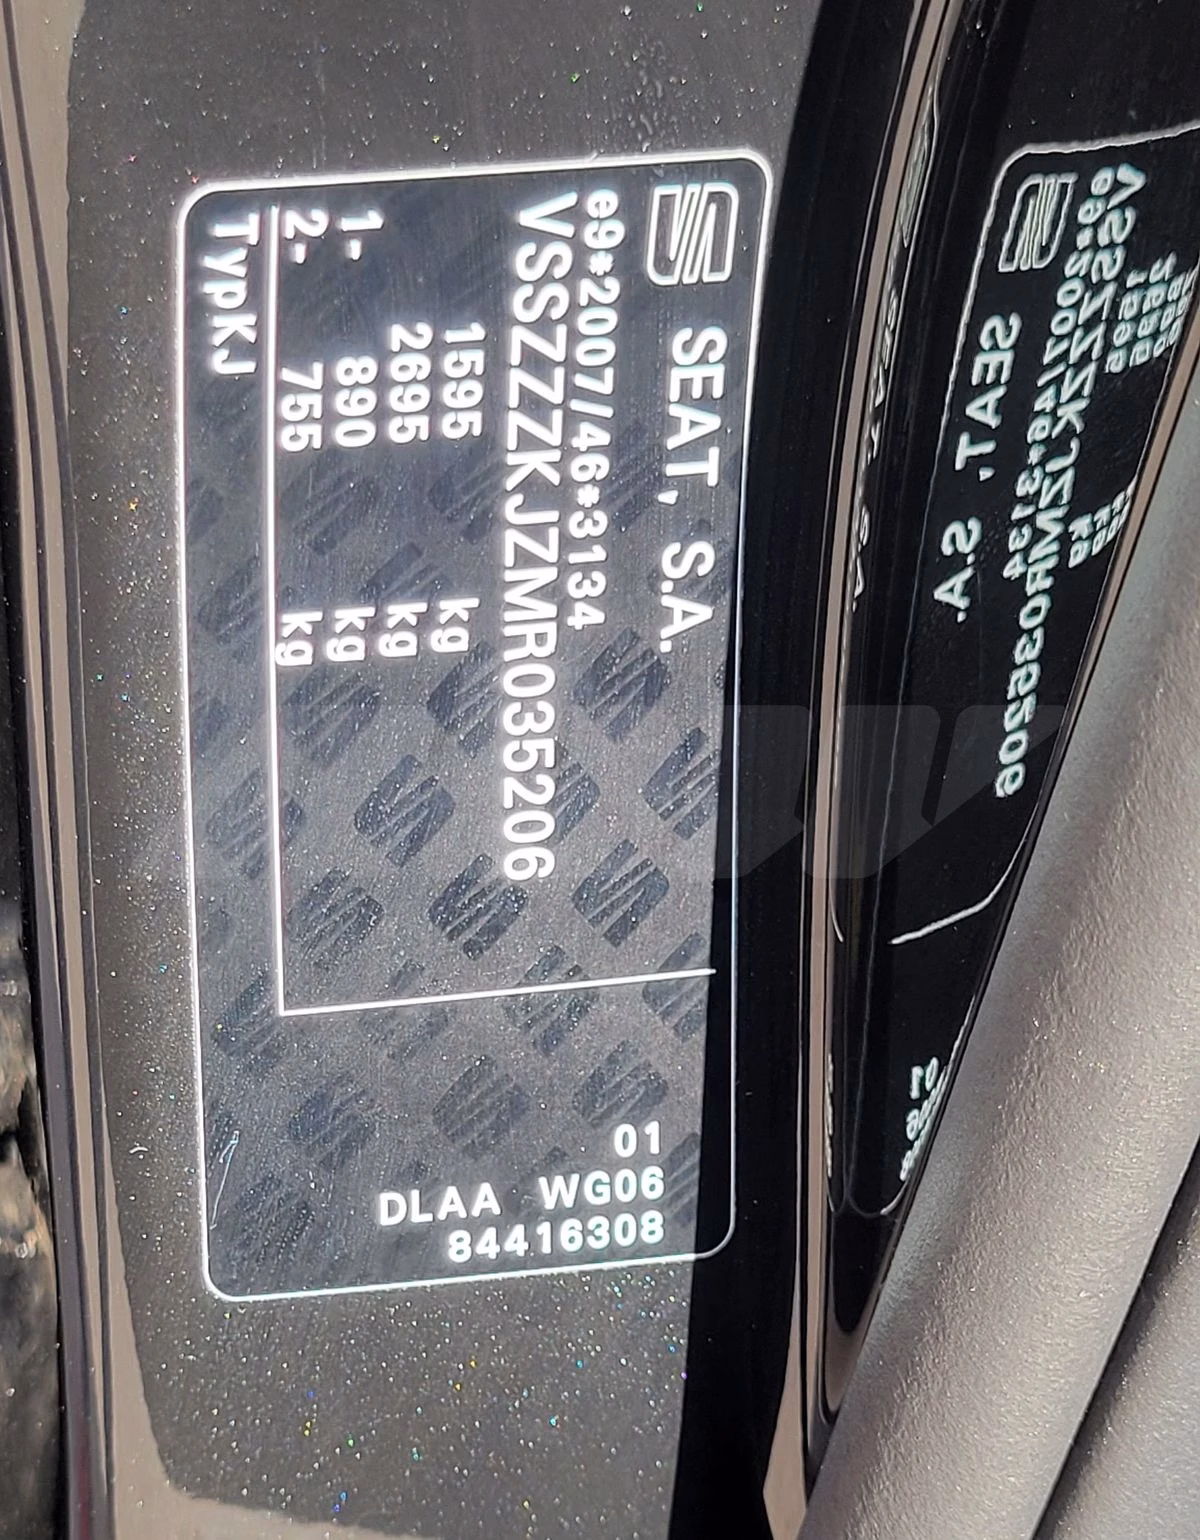 SEAT, S.A.
e9*2007/46*3134
VSSZZZKJZMR035206
1595 kg
2695 kg
1- 890 kg
2- 755 kg
TypKJ
01
DLAA WG06
84416308